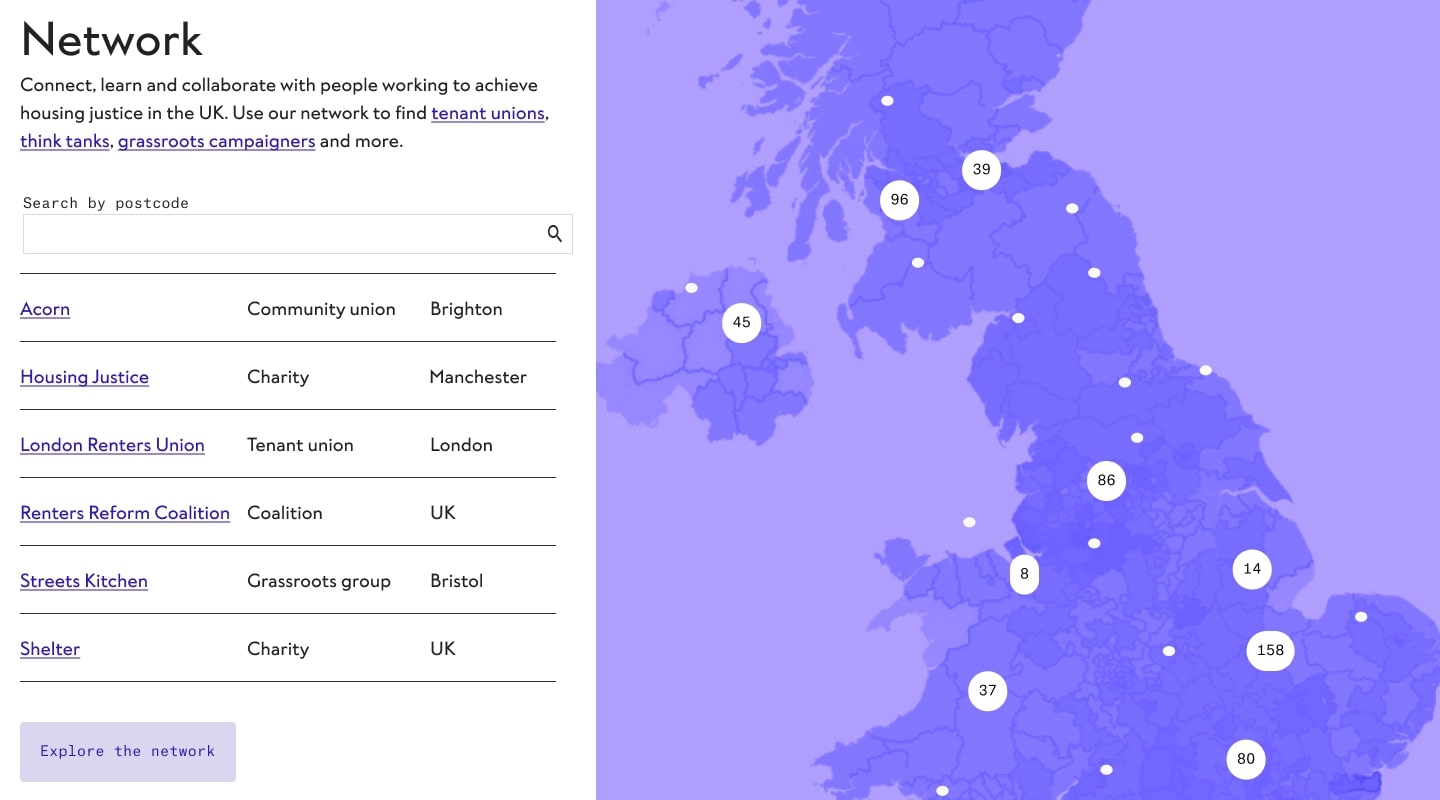 Network
Connect, learn and collaborate with people working to achieve
housing justice in the UK. Use our network to find tenant unions,
think tanks, grassroots campaigners and more.
Search by postcode
Acorn Community union Brighton
Housing Justice Charity Manchester
London Renters Union Tenant union London
Renters Reform Coalition Coalition UK
Streets Kitchen Grassroots group Bristol
Shelter Charity UK
Explore the network
39
96
45
86
8
14
158
37
80